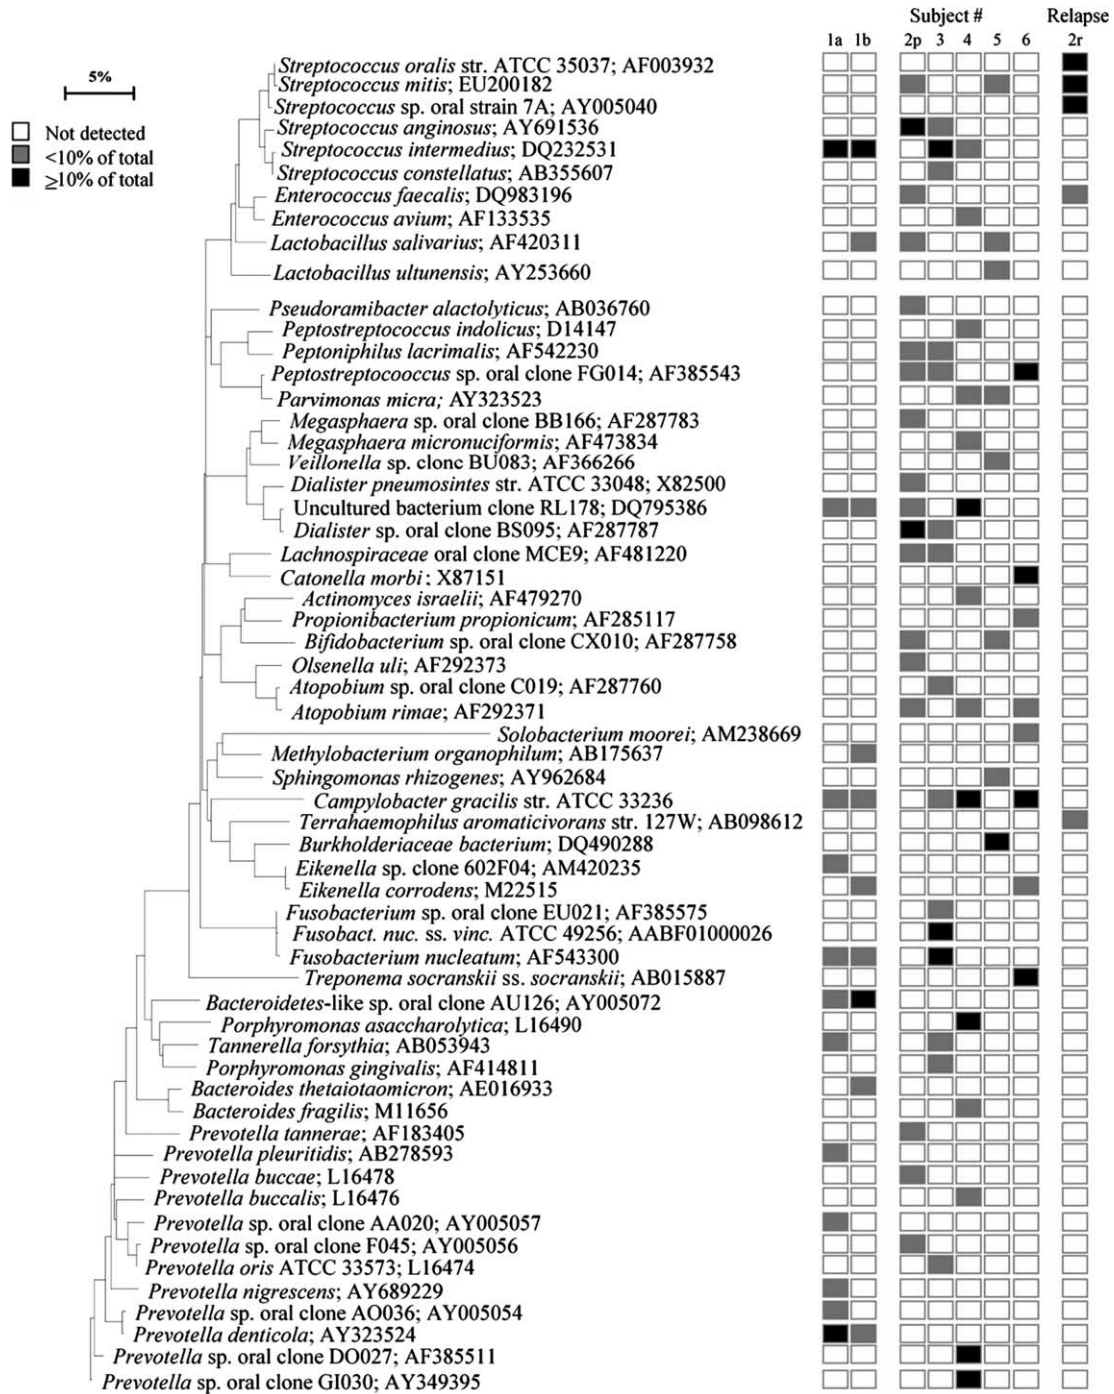 Subject # Relapse
1a 1b 2p 3 4 5 6 2r
5%
Not detected
<10% of total
≥10% of total
Streptococcus oralis str. ATCC 35037; AF003932
Streptococcus mitis; EU200182
Streptococcus sp. oral strain 7A; AY005040
Streptococcus anginosus; AY691536
Streptococcus intermedius; DQ232531
Streptococcus constellatus; AB355607
Enterococcus faecalis; DQ983196
Enterococcus avium; AF133535
Lactobacillus salivarius; AF420311
Lactobacillus ultunensis; AY253660
Pseudoramibacter alactolyticus; AB036760
Peptostreptococcus indolicus; D14147
Peptoniphilus lacrimalis; AF542230
Peptostreptocooccus sp. oral clone FG014; AF385543
Parvimonas micra; AY323523
Megasphaera sp. oral clone BB166; AF287783
Megasphaera micronuciformis; AF473834
Veillonella sp. clone BU083; AF366266
Dialister pneumosintes str. ATCC 33048; X82500
Uncultured bacterium clone RL178; DQ795386
Dialister sp. oral clone BS095; AF287787
Lachnospiraceae oral clone MCE9; AF481220
Catonella morbi: X87151
Actinomyces israelii; AF479270
Propionibacterium propionicum; AF285117
Bifidobacterium sp. oral clone CX010; AF287758
Olsenella uli; AF292373
Atopobium sp. oral clone C019; AF287760
Atopobium rimae; AF292371
Solobacterium moorei; AM238669
Methylobacterium organophilum; AB175637
Sphingomonas rhizogenes; AY962684
Campylobacter gracilis str. ATCC 33236
Terrahaemophilus aromaticivorans str. 127W; AB098612
Burkholderiaceae bacterium; DQ490288
Eikenella sp. clone 602F04; AM420235
Eikenella corrodens; M22515
Fusobacterium sp. oral clone EU021; AF385575
Fusobact. nuc. ss. vinc. ATCC 49256; AABF01000026
Fusobacterium nucleatum; AF543300
Treponema socranskii ss. socranskii; AB015887
Bacteroidetes-like sp. oral clone AU126; AY005072
Porphyromonas asaccharolytica; L16490
Tannerella forsythia; AB053943
Porphyromonas gingivalis; AF414811
Bacteroides thetaiotaomicron; AE016933
Bacteroides fragilis; M11656
Prevotella tannerae; AF183405
Prevotella pleuritidis; AB278593
Prevotella buccae; L16478
Prevotella buccalis; L16476
Prevotella sp. oral clone AA020; AY005057
Prevotella sp. oral clone F045; AY005056
Prevotella oris ATCC 33573; L16474
Prevotella nigrescens; AY689229
Prevotella sp. oral clone AO036; AY005054
Prevotella denticola; AY323524
Prevotella sp. oral clone DO027; AF385511
Prevotella sp. oral clone GI030; AY349395